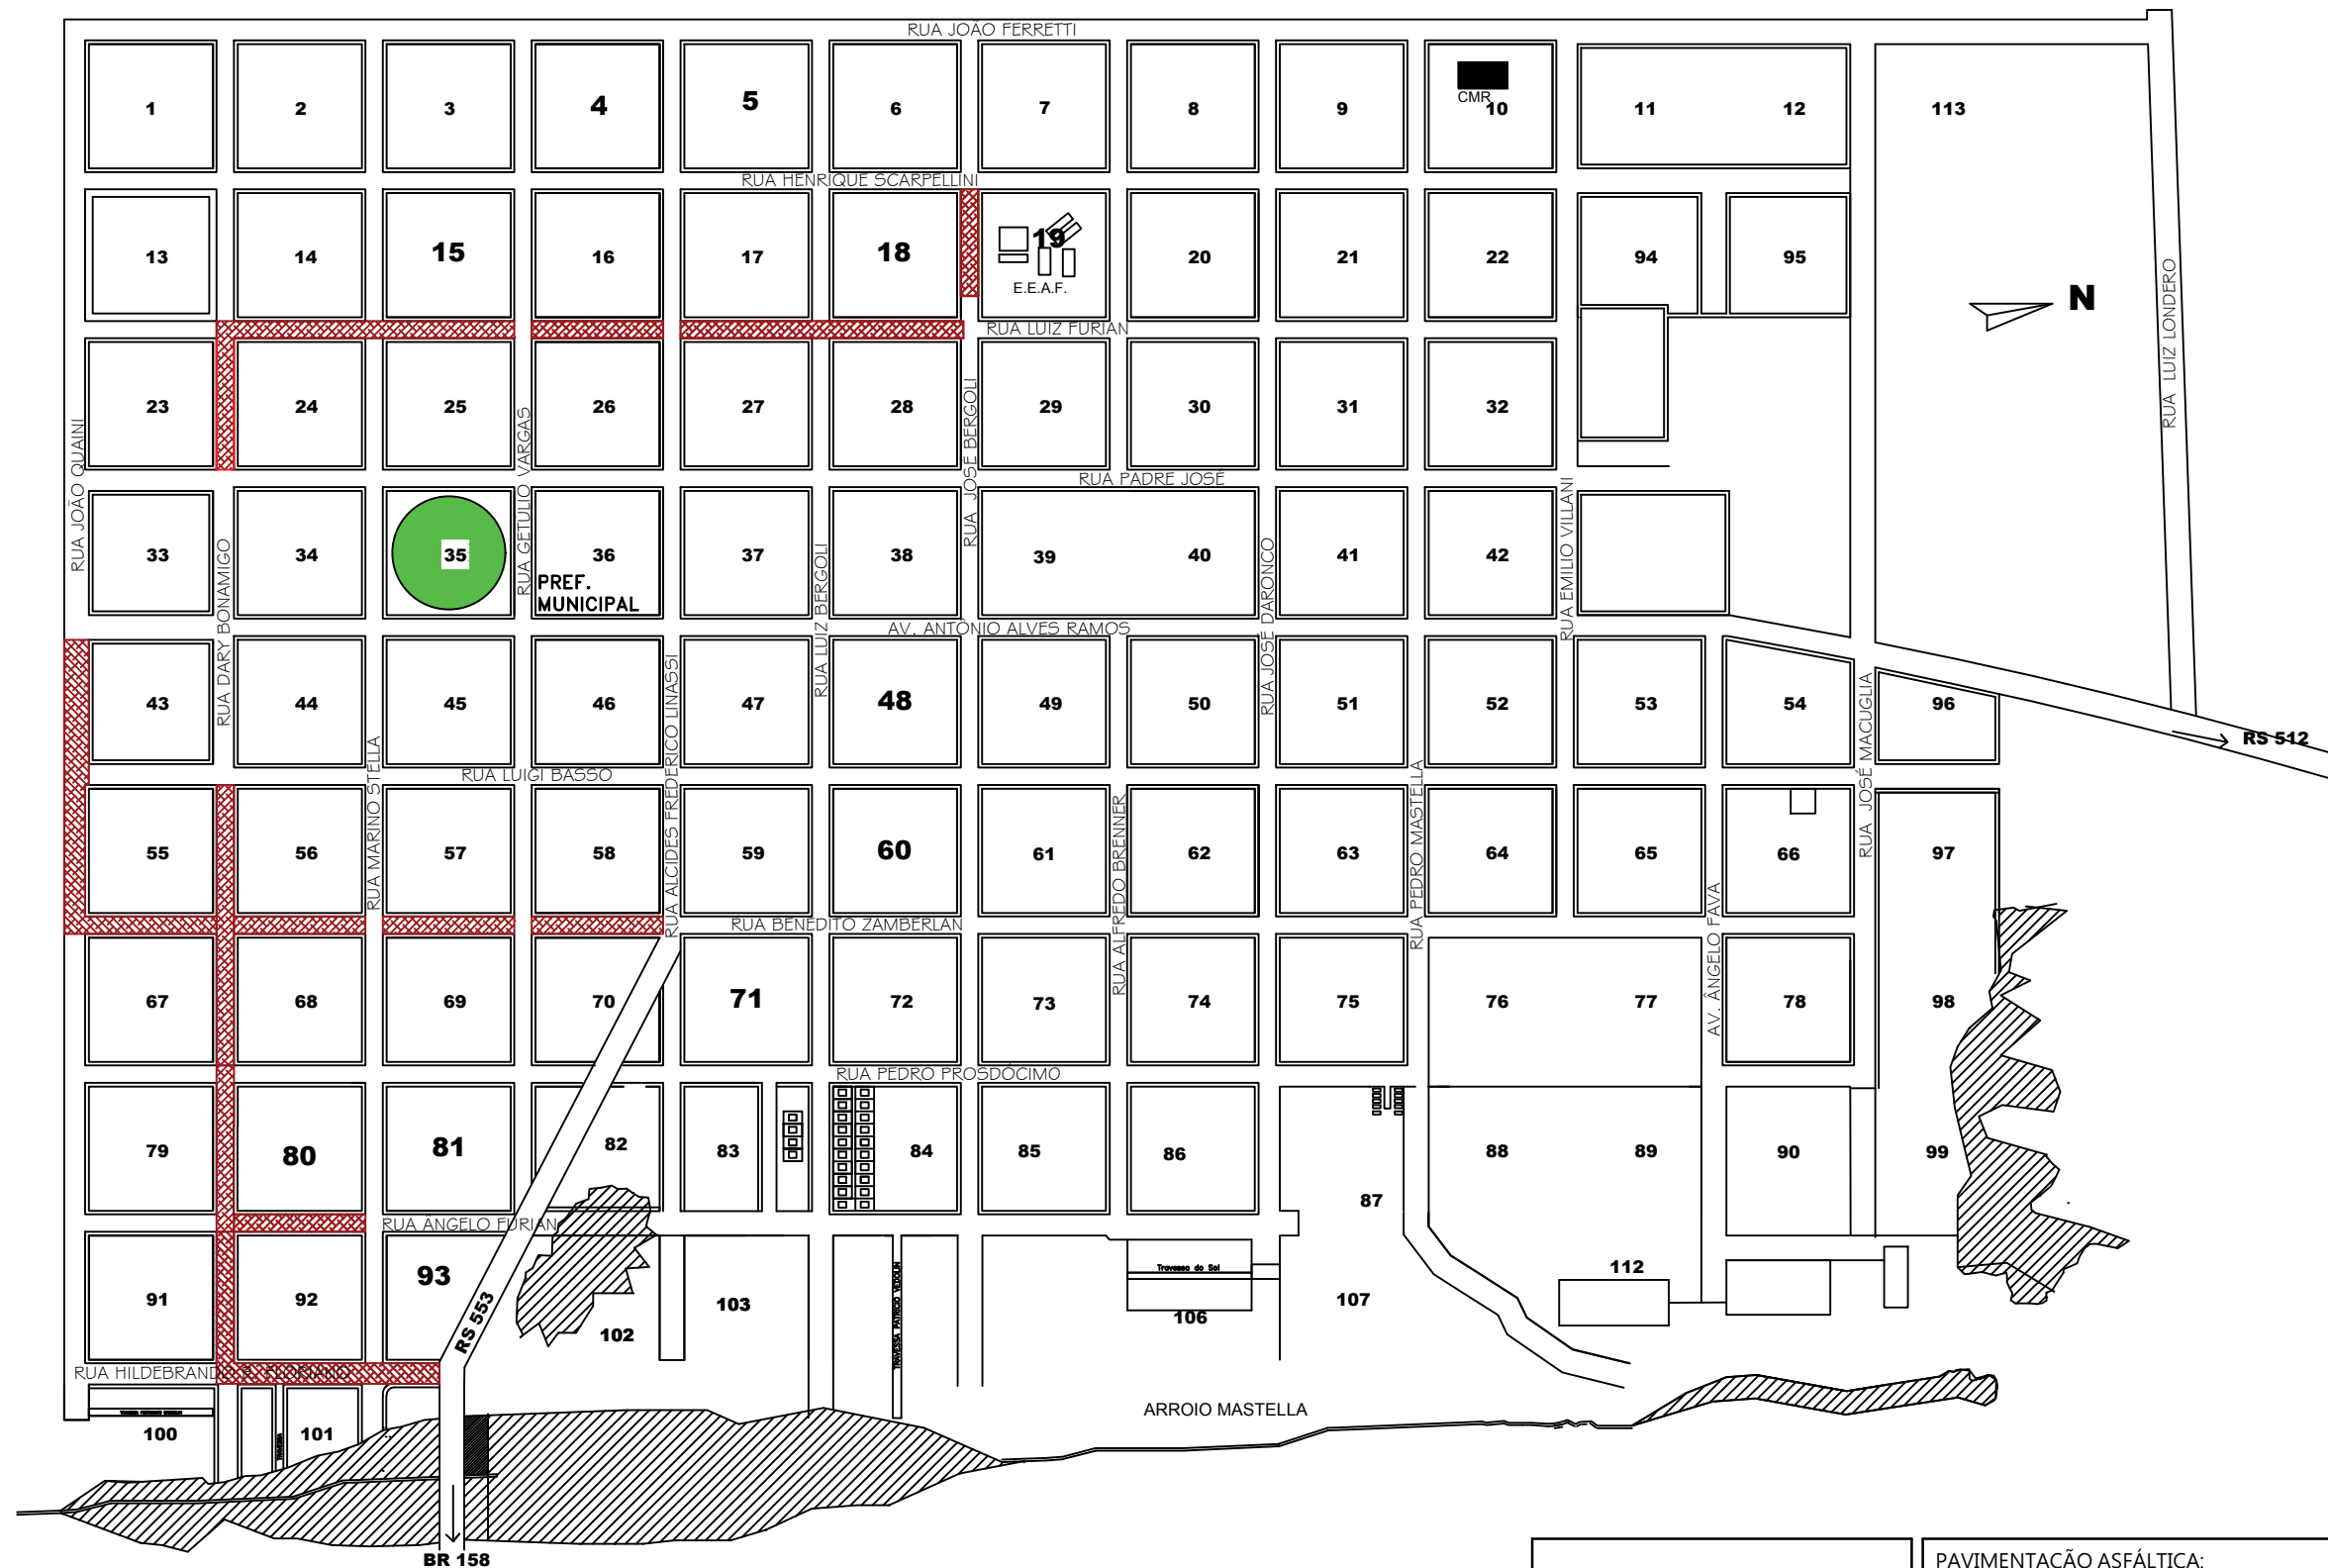 RUA JOÃO FERRETTI
1
2
3
4
5
6
7
8
9
CMR
10
11
12
113
RUA HENRIQUE SCARPELLINI
13
14
15
16
17
18
19
E.E.A.F.
20
21
22
94
95
N
RUA LUIZ LONDERO
RUA LUIZ FURIAN
23
24
25
26
27
28
29
30
31
32
RUA JOÃO QUAINI
RUA GETULIO VARGAS
RUA JOSÉ BERGOLI
RUA PADRE JOSÉ
33
34
35
36
PREF.
MUNICIPAL
37
38
39
40
41
42
RUA DARY BONAMIGO
RUA LUIZ BERGOLI
RUA JOSÉ DARONCO
RUA EMILIO VILLANI
AV. ANTÔNIO ALVES RAMOS
43
44
45
46
47
48
49
50
51
52
53
54
96
RS 512
RUA MARINO STELLA
RUA ALCIDES FREDERICO LINASSI
RUA JOSÉ MACUGLIA
RUA LUIGI BASSO
55
56
57
58
59
60
61
62
63
64
65
66
97
RUA ALFREDO BRENNER
RUA PEDRO MASTELLA
AV. ÂNGELO FAVA
RUA BENEDITO ZAMBERLAN
67
68
69
70
71
72
73
74
75
76
77
78
98
RUA PEDRO PROSDÓCIMO
79
80
81
82
83
84
85
86
87
88
89
90
99
RUA ÂNGELO FURIAN
91
92
93
RS 553
102
103
TRAVESSA PATRICIO VEDOLIN
Travessa do Sol
106
107
112
RUA HILDEBRANDO R. FLORIANO
100
TRAVESSA
101
ARROIO MASTELLA
BR 158
PAVIMENTAÇÃO ASFÁLTICA: